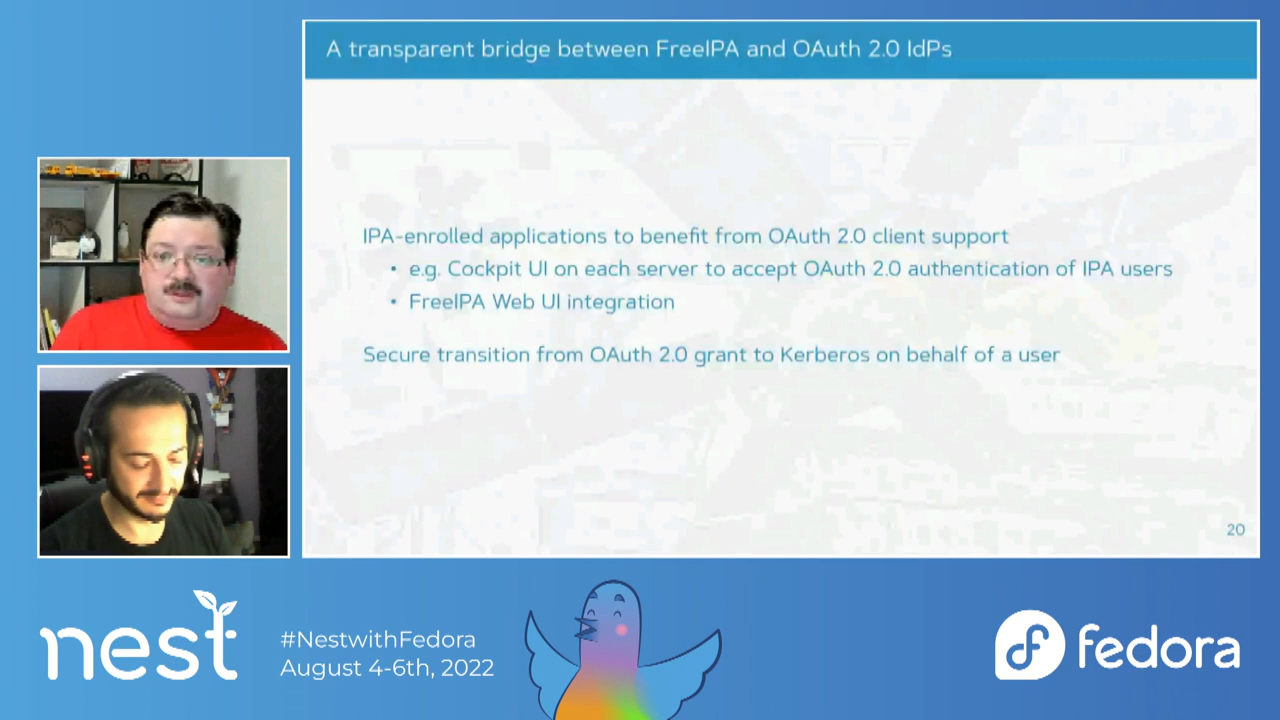 A transparent bridge between FreeIPA and OAuth 2.0 IdPs
IPA-enrolled applications to benefit from OAuth 2.0 client support
• e.g. Cockpit UI on each server to accept OAuth 2.0 authentication of IPA users
• FreeIPA Web UI integration
Secure transition from OAuth 2.0 grant to Kerberos on behalf of a user
20
nest
#NestwithFedora
August 4-6th, 2022
fedora